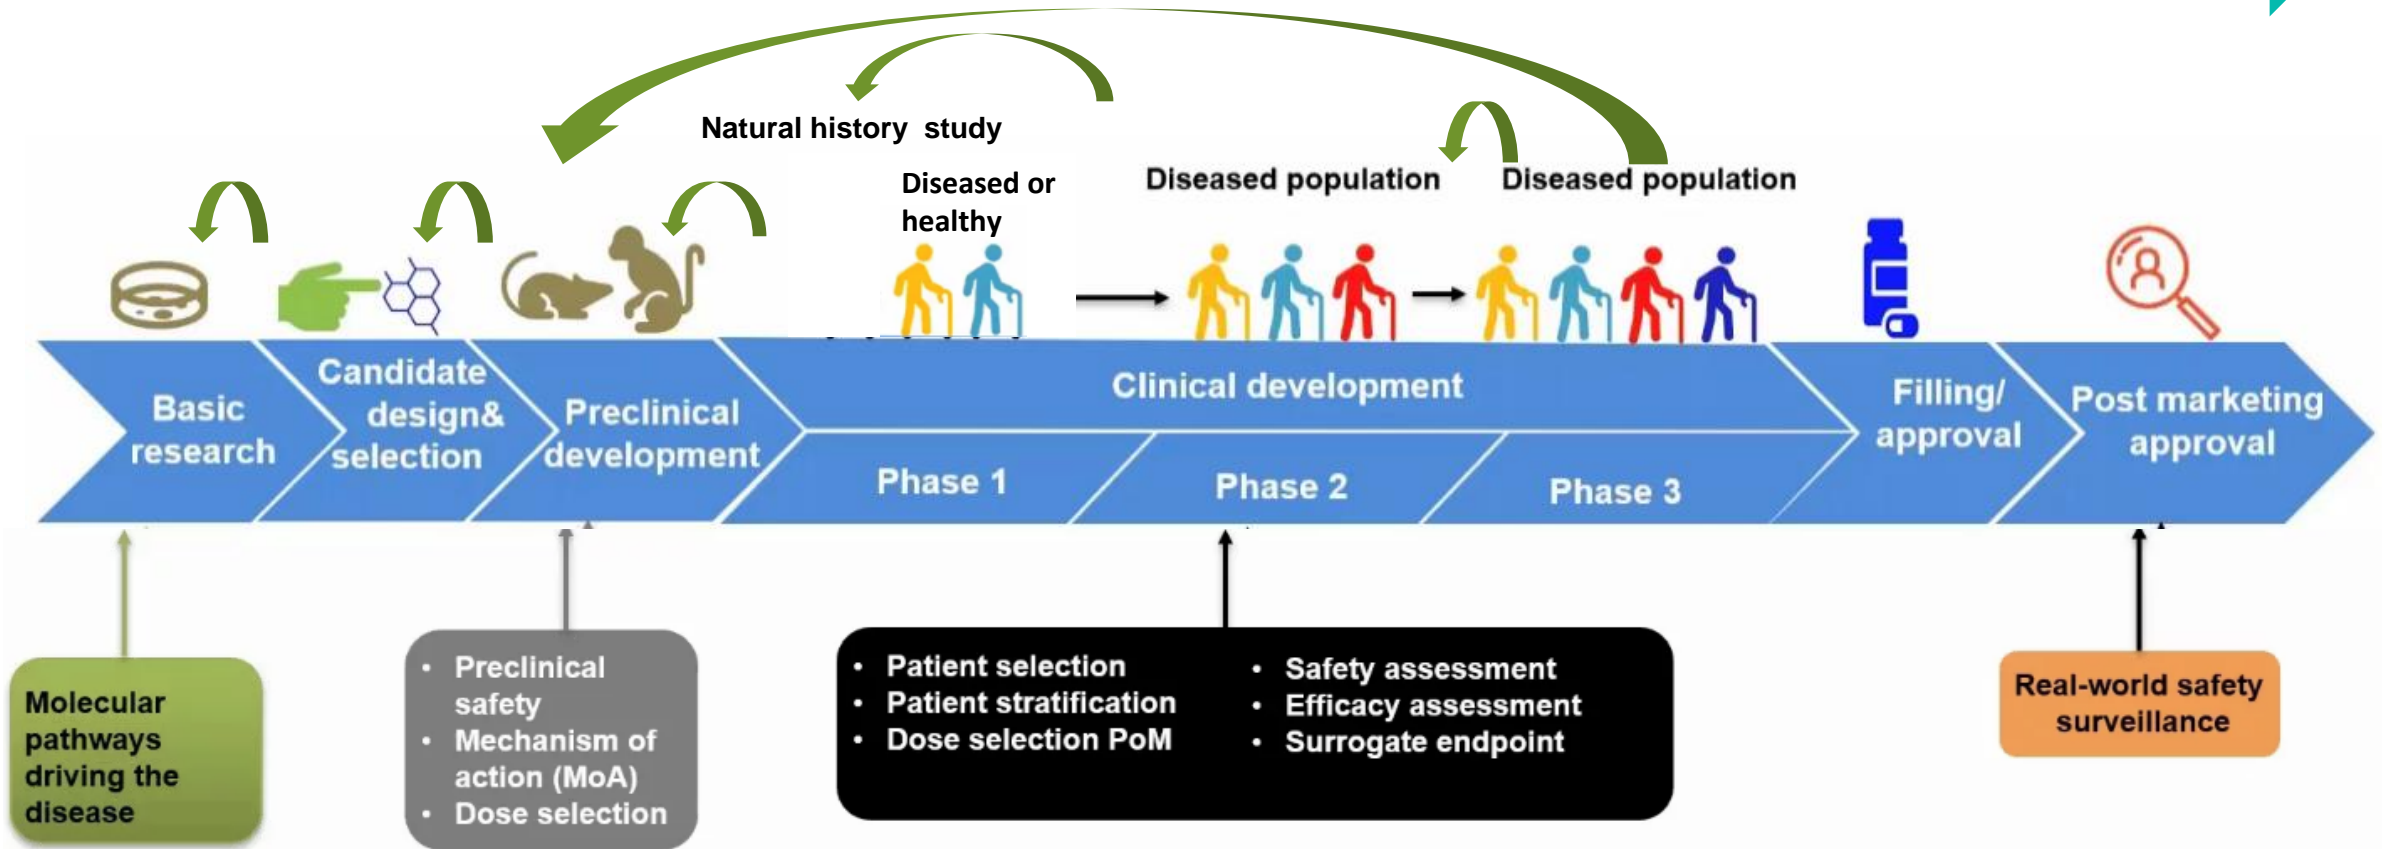 Natural history  study
Diseased or
healthy
Diseased population
Diseased population
Basic
research
Candidate
design&
selection
Preclinical
development
Clinical development
Phase 1
Phase 2
Phase 3
Filling/
approval
Post marketing
approval
Molecular
pathways
driving the
disease
• Preclinical
safety
• Mechanism of
action (MoA)
• Dose selection
• Patient selection
• Patient stratification
• Dose selection PoM
• Safety assessment
• Efficacy assessment
• Surrogate endpoint
Real-world safety
surveillance